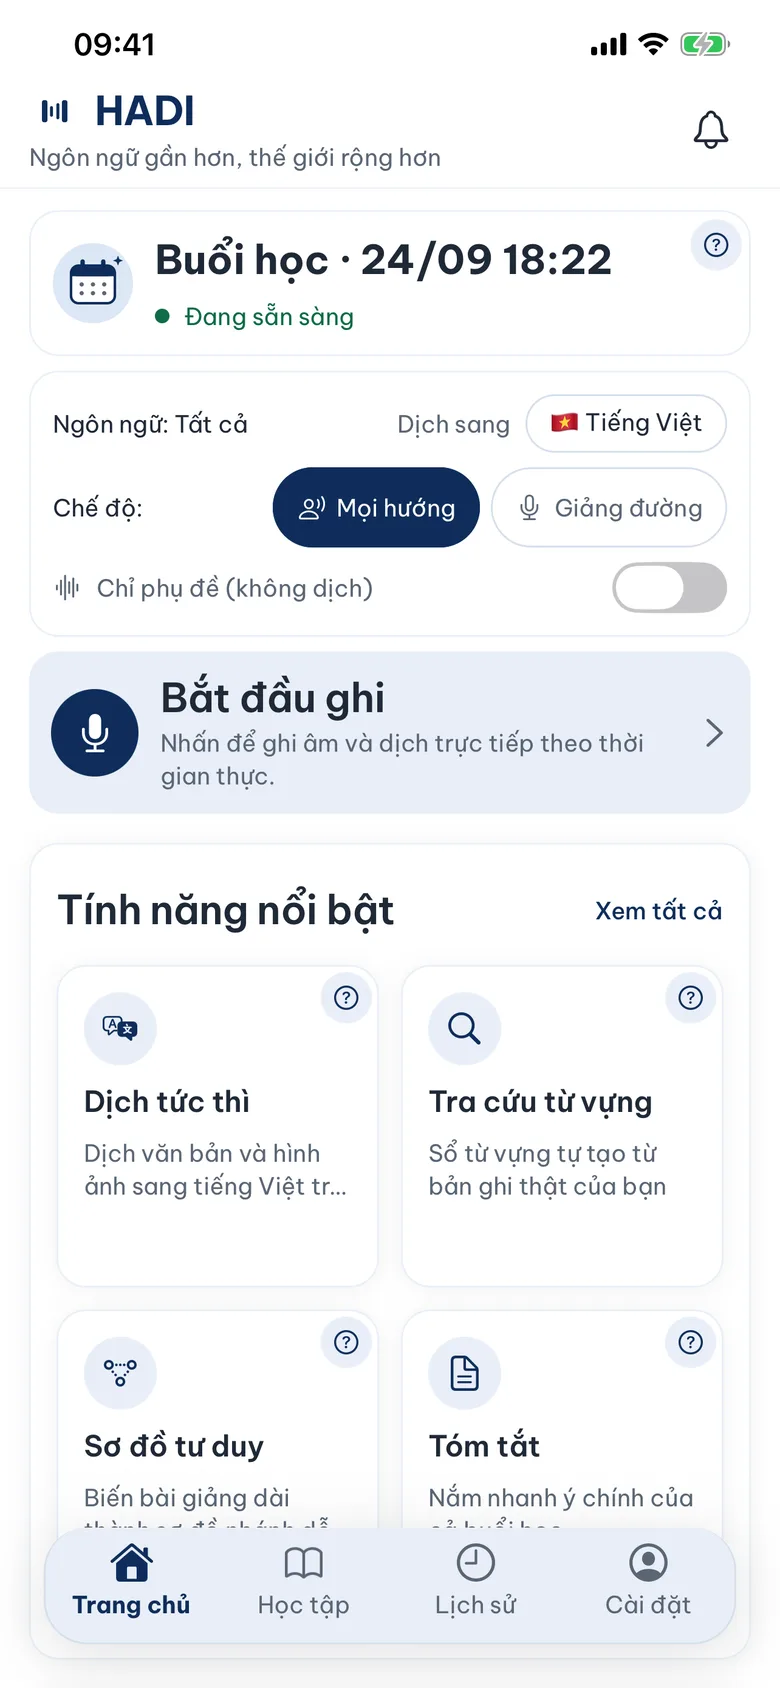 09:41
HADI
Ngôn ngữ gần hơn, thế giới rộng hơn
Buổi học · 24/09 18:22
Đang sẵn sàng
Ngôn ngữ: Tất cả
Dịch sang
Tiếng Việt
Chế độ:
Mọi hướng
Giảng đường
Chỉ phụ đề (không dịch)
Bắt đầu ghi
Nhấn để ghi âm và dịch trực tiếp theo thời
gian thực.
Tính năng nổi bật
Xem tất cả
Dịch tức thì
Dịch văn bản và hình
ảnh sang tiếng Việt tr...
Tra cứu từ vựng
Sổ từ vựng tự tạo từ
bản ghi thật của bạn
Sơ đồ tư duy
Biến bài giảng dài
Tóm tắt
Nắm nhanh ý chính của
Trang chủ
Học tập
Lịch sử
Cài đặt